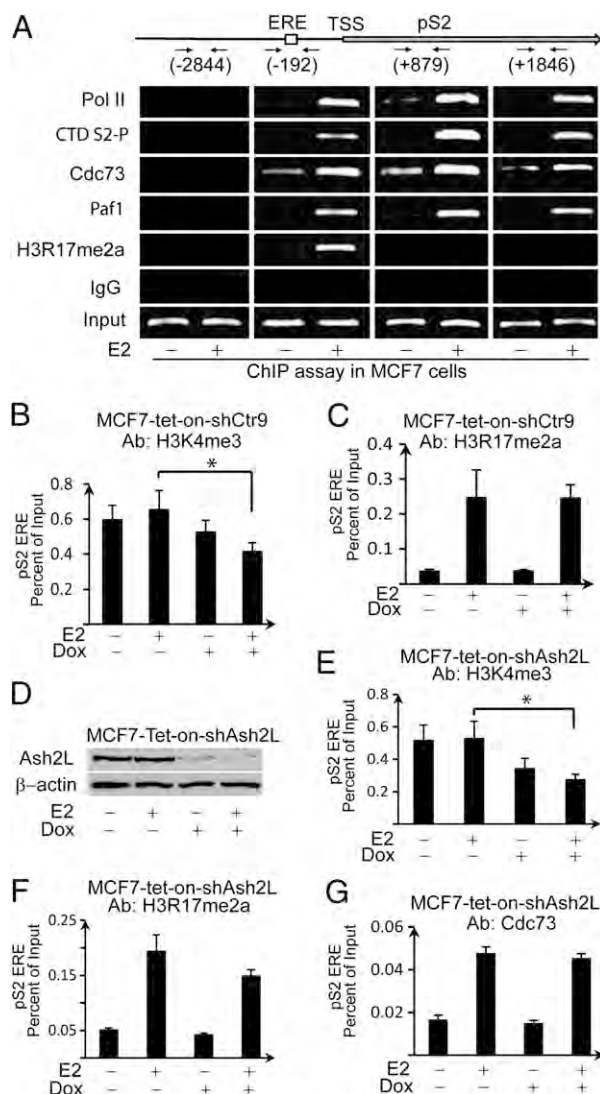 A
ERE TSS pS2
(-2844) (-192) (+879) (+1846)
Pol II
CTD S2-P
Cdc73
Paf1
H3R17me2a
IgG
Input
E2 − + − + − + − +
ChIP assay in MCF7 cells
B
MCF7-tet-on-shCtr9
Ab: H3K4me3
*
pS2 ERE
Percent of Input
0.8
0.6
0.4
0.2
E2 − + − +
Dox − − + +
C
MCF7-tet-on-shCtr9
Ab: H3R17me2a
pS2 ERE
Percent of Input
0.4
0.3
0.2
0.1
E2 − + − +
Dox − − + +
D
MCF7-Tet-on-shAsh2L
Ash2L
β-actin
E2 − + − +
Dox − − + +
E
MCF7-tet-on-shAsh2L
Ab: H3K4me3
*
pS2 ERE
Percent of Input
0.8
0.6
0.4
0.2
E2 − + − +
Dox − − + +
F
MCF7-tet-on-shAsh2L
Ab: H3R17me2a
pS2 ERE
Percent of Input
0.25
0.15
0.05
E2 − + − +
Dox − − + +
G
MCF7-tet-on-shAsh2L
Ab: Cdc73
pS2 ERE
Percent of Input
0.06
0.04
0.02
E2 − + − +
Dox − − + +